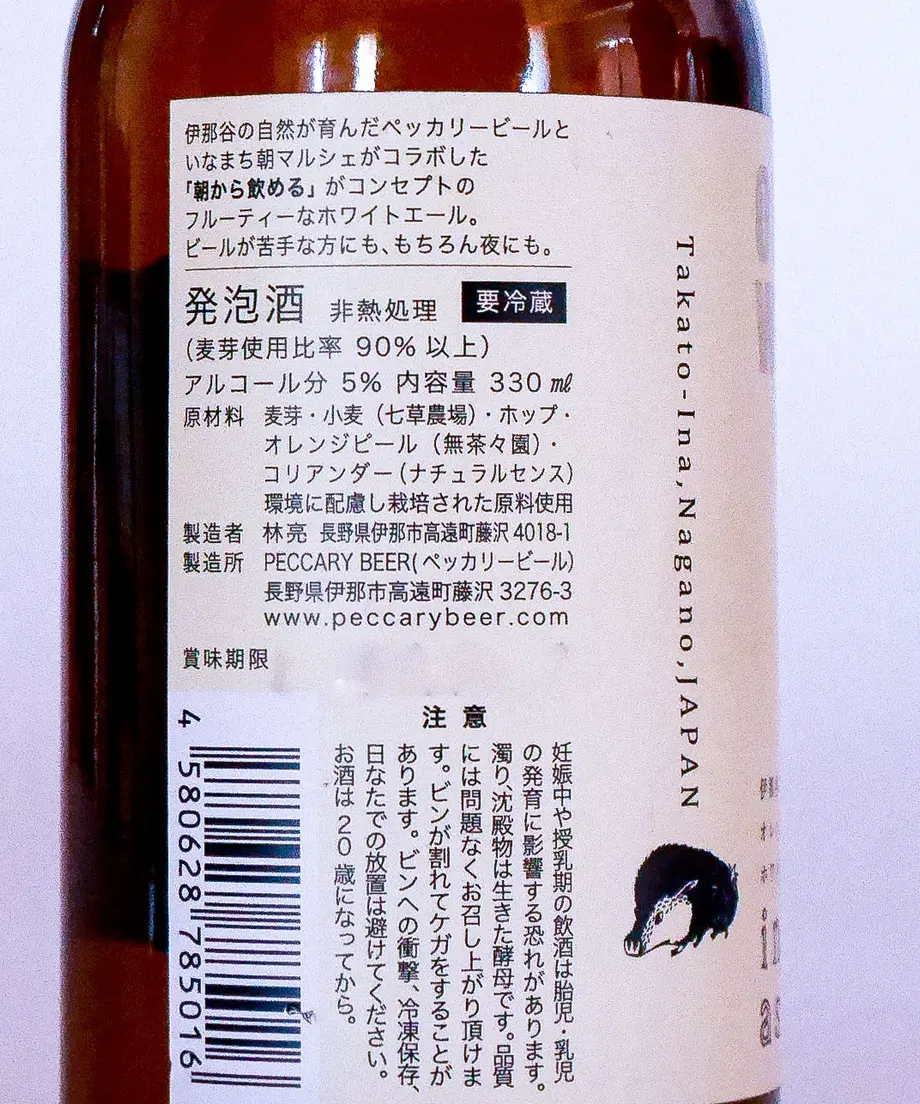 伊那谷の自然が育んだペッカリービールと
いなまち朝マルシェがコラボした
「朝から飲める」がコンセプトの
フルーティーなホワイトエール。
ビールが苦手な方にも、もちろん夜にも。
発泡酒 非熱処理 要冷蔵
(麦芽使用比率 90% 以上)
アルコール分 5% 内容量 330㎖
原材料 麦芽・小麦（七草農場）・ホップ・
オレンジピール（無茶々園）・
コリアンダー(ナチュラルセンス)
環境に配慮し栽培された原料使用
製造者 林亮 長野県伊那市高遠町藤沢 4018-1
製造所 PECCARY BEER(ペッカリービール)
長野県伊那市高遠町藤沢 3276-3
www.peccarybeer.com
賞味期限
注意
妊娠中や授乳期の飲酒は胎児・乳児
の発育に影響する恐れがあります。
濁り、沈殿物は生きた酵母です。品質
には問題なくお召し上がり頂けま
す。ビンが割れてケガをすることが
あります。ビンへの衝撃、冷凍保存、
日なたでの放置は避けてください。
お酒は20歳になってから。
4 580628 785016
Takato-Ina,Nagano,JAPAN